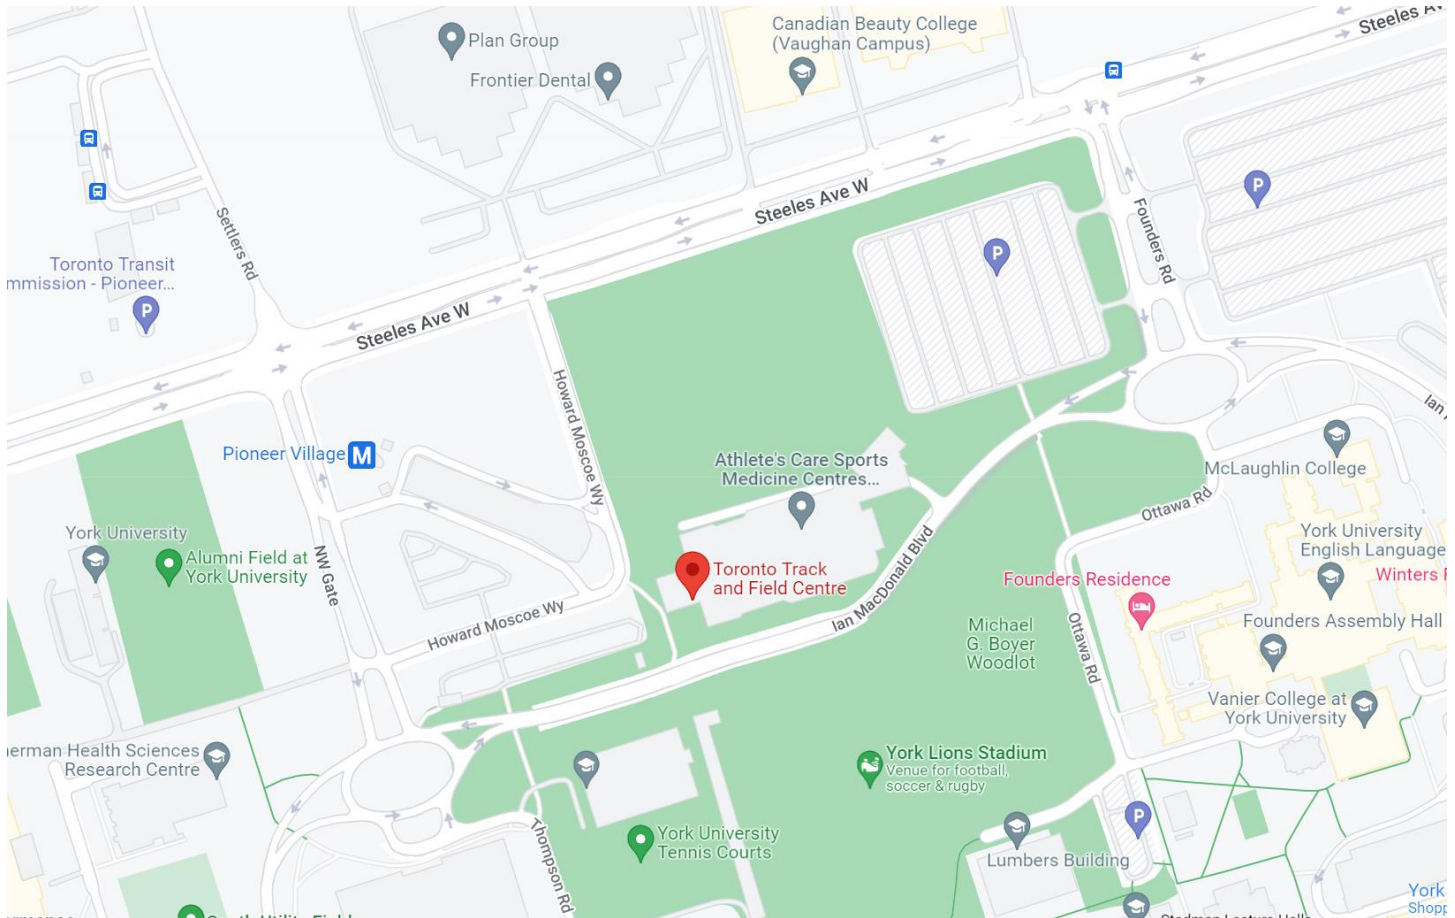 Steeles Av
Canadian Beauty College
(Vaughan Campus)
Plan Group
Frontier Dental
Settlers Rd
Steeles Ave W
Founders Rd
P
P
Toronto Transit
mmission - Pioneer...
P
Steeles Ave W
Howard Moscoe Wy
Ian
Pioneer Village M
Athlete's Care Sports
Medicine Centres...
McLaughlin College
Ottawa Rd
York University
Alumni Field at
York University
NW Gate
Toronto Track
and Field Centre
Ian MacDonald Blvd
York University
English Language
Founders Residence
Winters
Howard Moscoe Wy
Michael
G. Boyer
Woodlot
Ottawa Rd
Founders Assembly Hall
Vanier College at
York University
erman Health Sciences
Research Centre
York Lions Stadium
Venue for football,
soccer & rugby
York University
Tennis Courts
Thompson Rd
P
Lumbers Building
York
Shopp